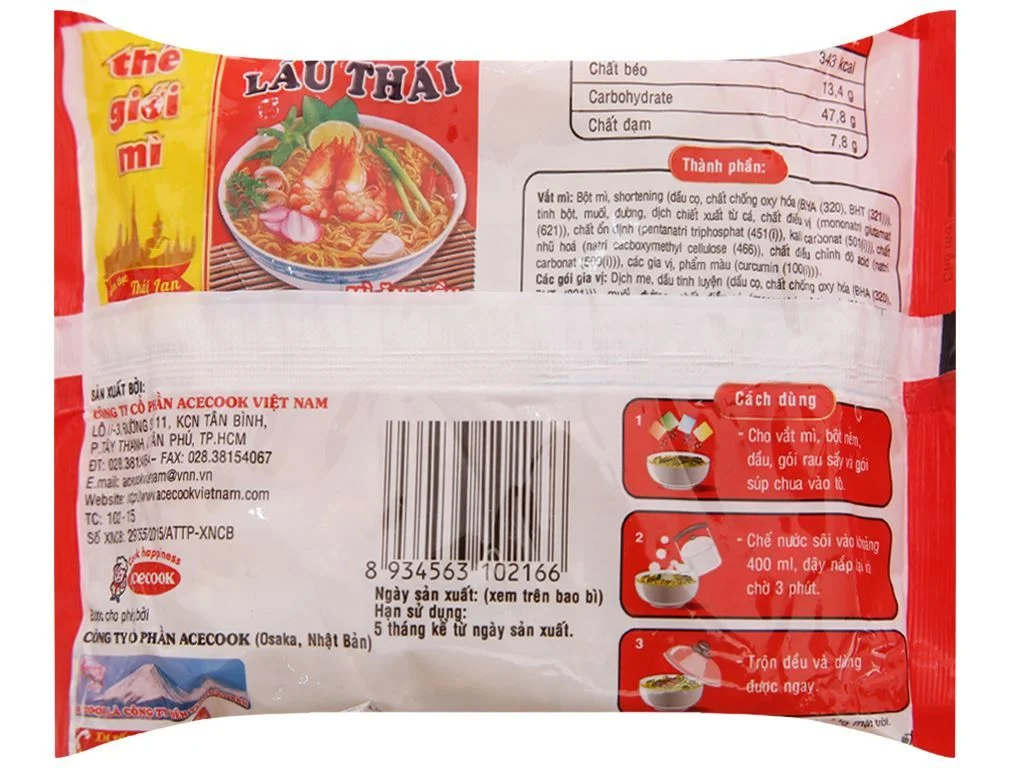 thế
giới
mì
LẨU THÁI
Thái Lan
343 kcal
Chất béo 13,4 g
Carbohydrate 47,8 g
Chất đạm 7,8 g
Thành phần:
Vắt mì: Bột mì, shortening (dầu cọ, chất chống oxy hóa (BHA (320), BHT (321))),
tinh bột, muối, đường, dịch chiết xuất từ cá, chất điều vị (mononatri glutamat
(621)), chất ổn định (pentanatri triphosphat (451(i)), kali carbonat (501(i))), chất
nhũ hoá (natri cacboxymethyl cellulose (466)), chất điều chỉnh độ acid (natri
carbonat (500(i))), các gia vị, phẩm màu (curcumin (100(i))).
Các gói gia vị: Dịch me, dầu tinh luyện (dầu cọ, chất chống oxy hóa (BHA (320),
SẢN XUẤT BỞI:
CÔNG TY CỔ PHẦN ACECOOK VIỆT NAM
11, KCN TÂN BÌNH,
P.TÂY THẠNH, TÂN PHÚ, TP.HCM
FAX: 028.38154067
E.mail: acecookvietnam@vnn.vn
Website: www.acecookvietnam.com
TC: 102-15
/ATTP-XNCB
Cook happiness
ACECOOK
Được cho phép bởi
CÔNG TY CỔ PHẦN ACECOOK (Osaka, Nhật Bản)
8 934563 102166
Ngày sản xuất: (xem trên bao bì)
Hạn sử dụng:
5 tháng kể từ ngày sản xuất.
Cách dùng
1
- Cho vắt mì, bột nêm,
dầu, gói rau sấy và gói
súp chua vào tô.
2
- Chế nước sôi vào khoảng
400 ml, đậy nắp lại và
chờ 3 phút.
3
- Trộn đều và dùng
được ngay.
mặt trời.